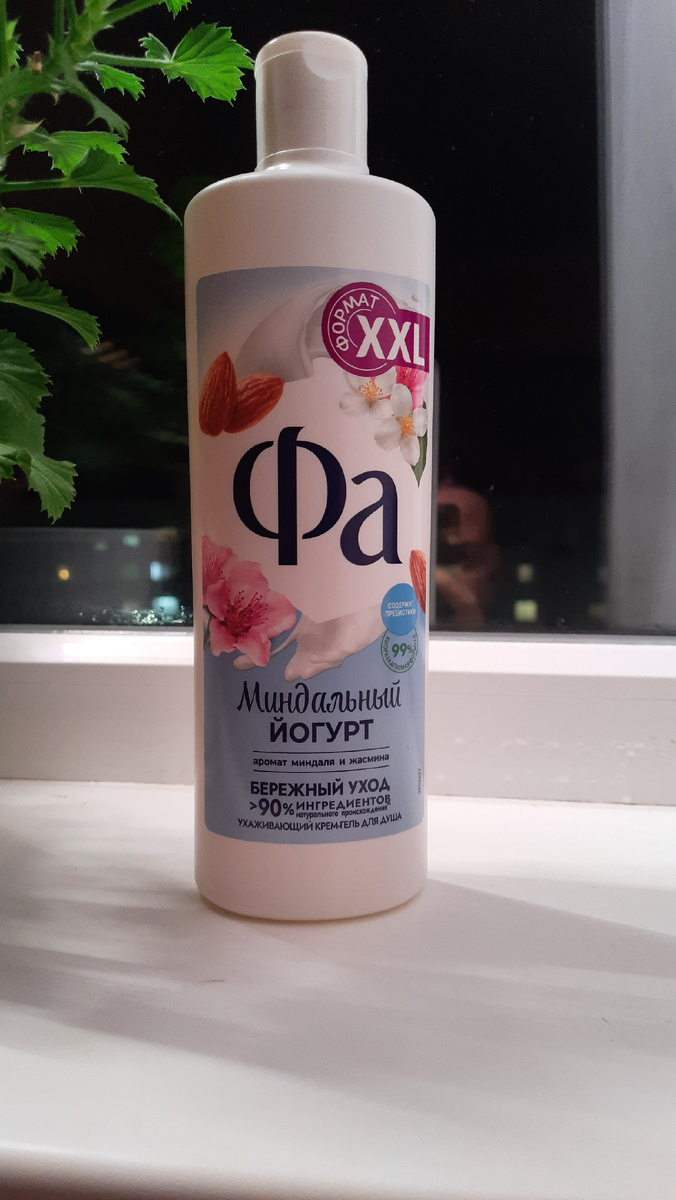 ФОРМАТ
XXL
Фа
СОДЕРЖИТ
ПРЕБИОТИКИ
99%
Миндальный
ЙОГУРТ
аромат миндаля и жасмина
БЕРЕЖНЫЙ УХОД
>90% ИНГРЕДИЕНТОВ
натурального происхождения
УХАЖИВАЮЩИЙ КРЕМ-ГЕЛЬ ДЛЯ ДУША